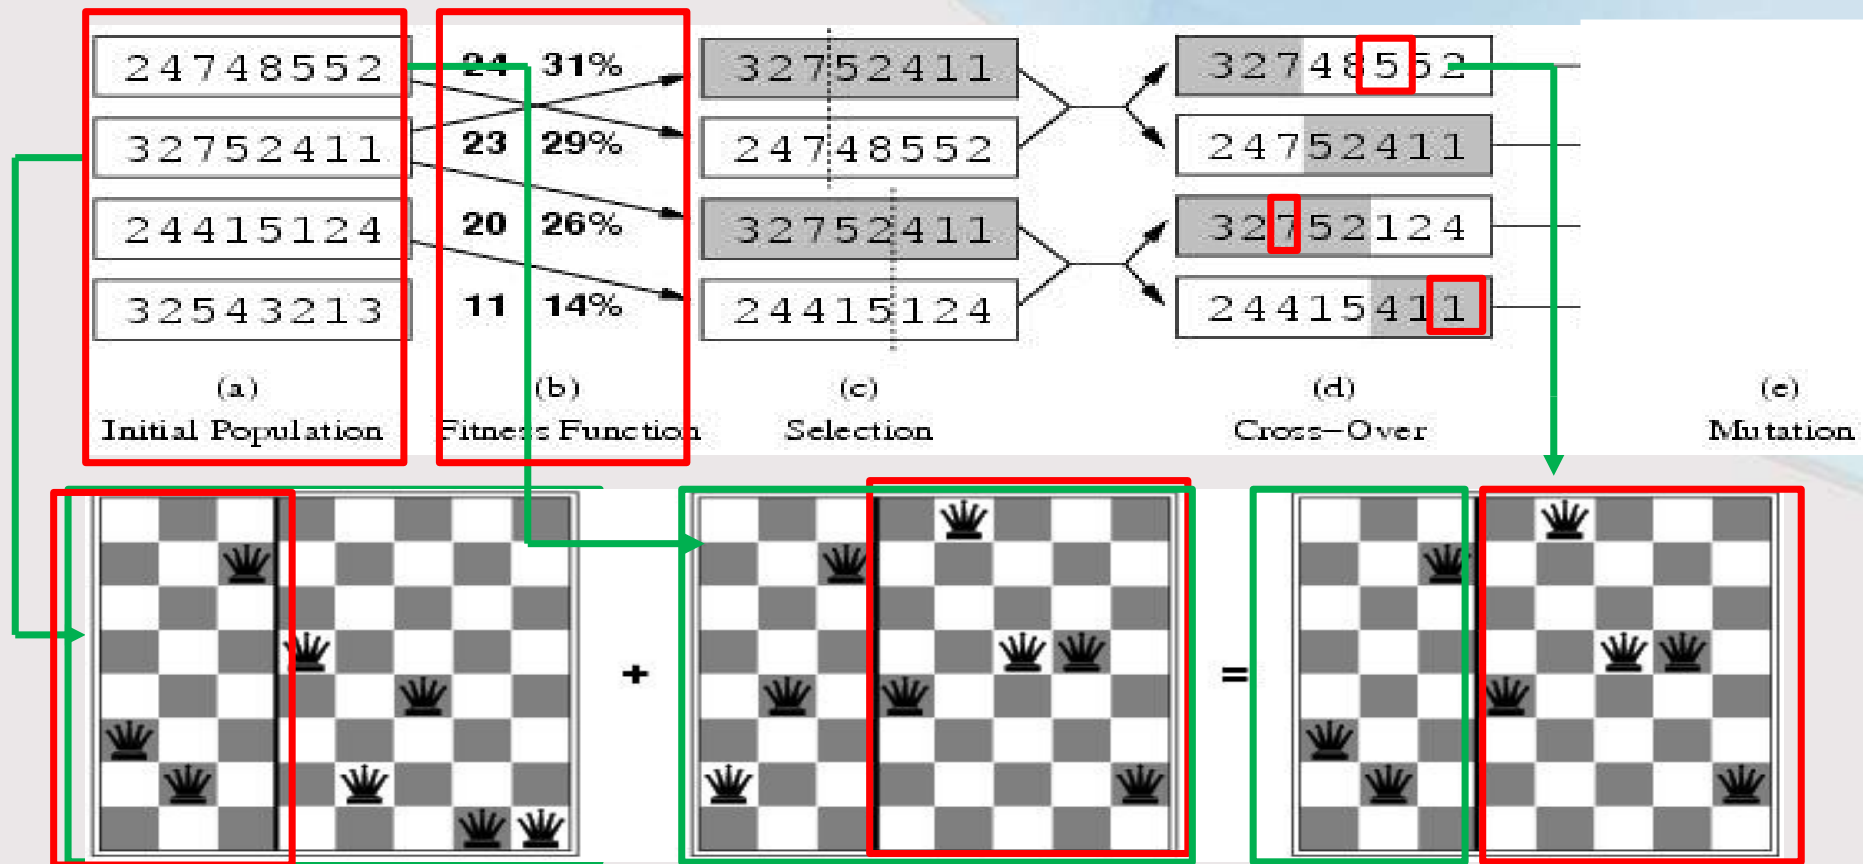 24748552 24 31% 32752411 32748552
32752411 23 29% 24748552 24752411
24415124 20 26% 32752411 32752124
32543213 11 14% 24415124 24415411
(a) (b) (c) (d) (e)
Initial Population Fitness Function Selection Cross-Over Mutation
+ =